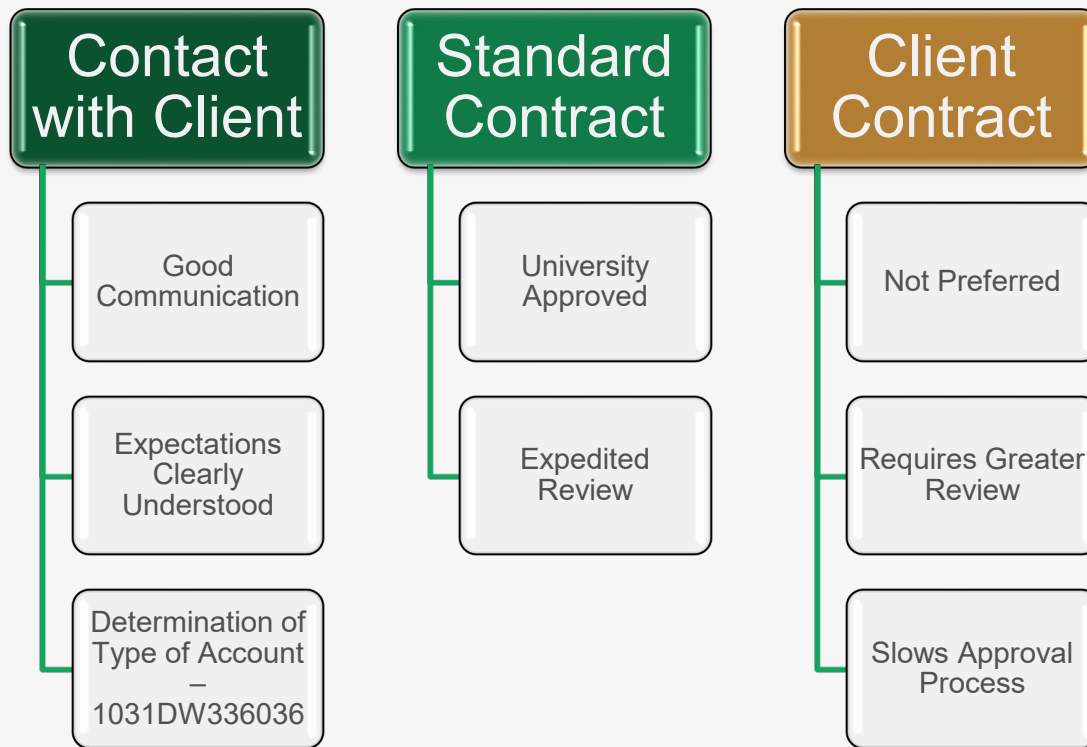 Contact
with Client
Good
Communication
Expectations
Clearly
Understood
Determination of
Type of Account
–
1031DW336036
Standard
Contract
University
Approved
Expedited
Review
Client
Contract
Not Preferred
Requires Greater
Review
Slows Approval
Process